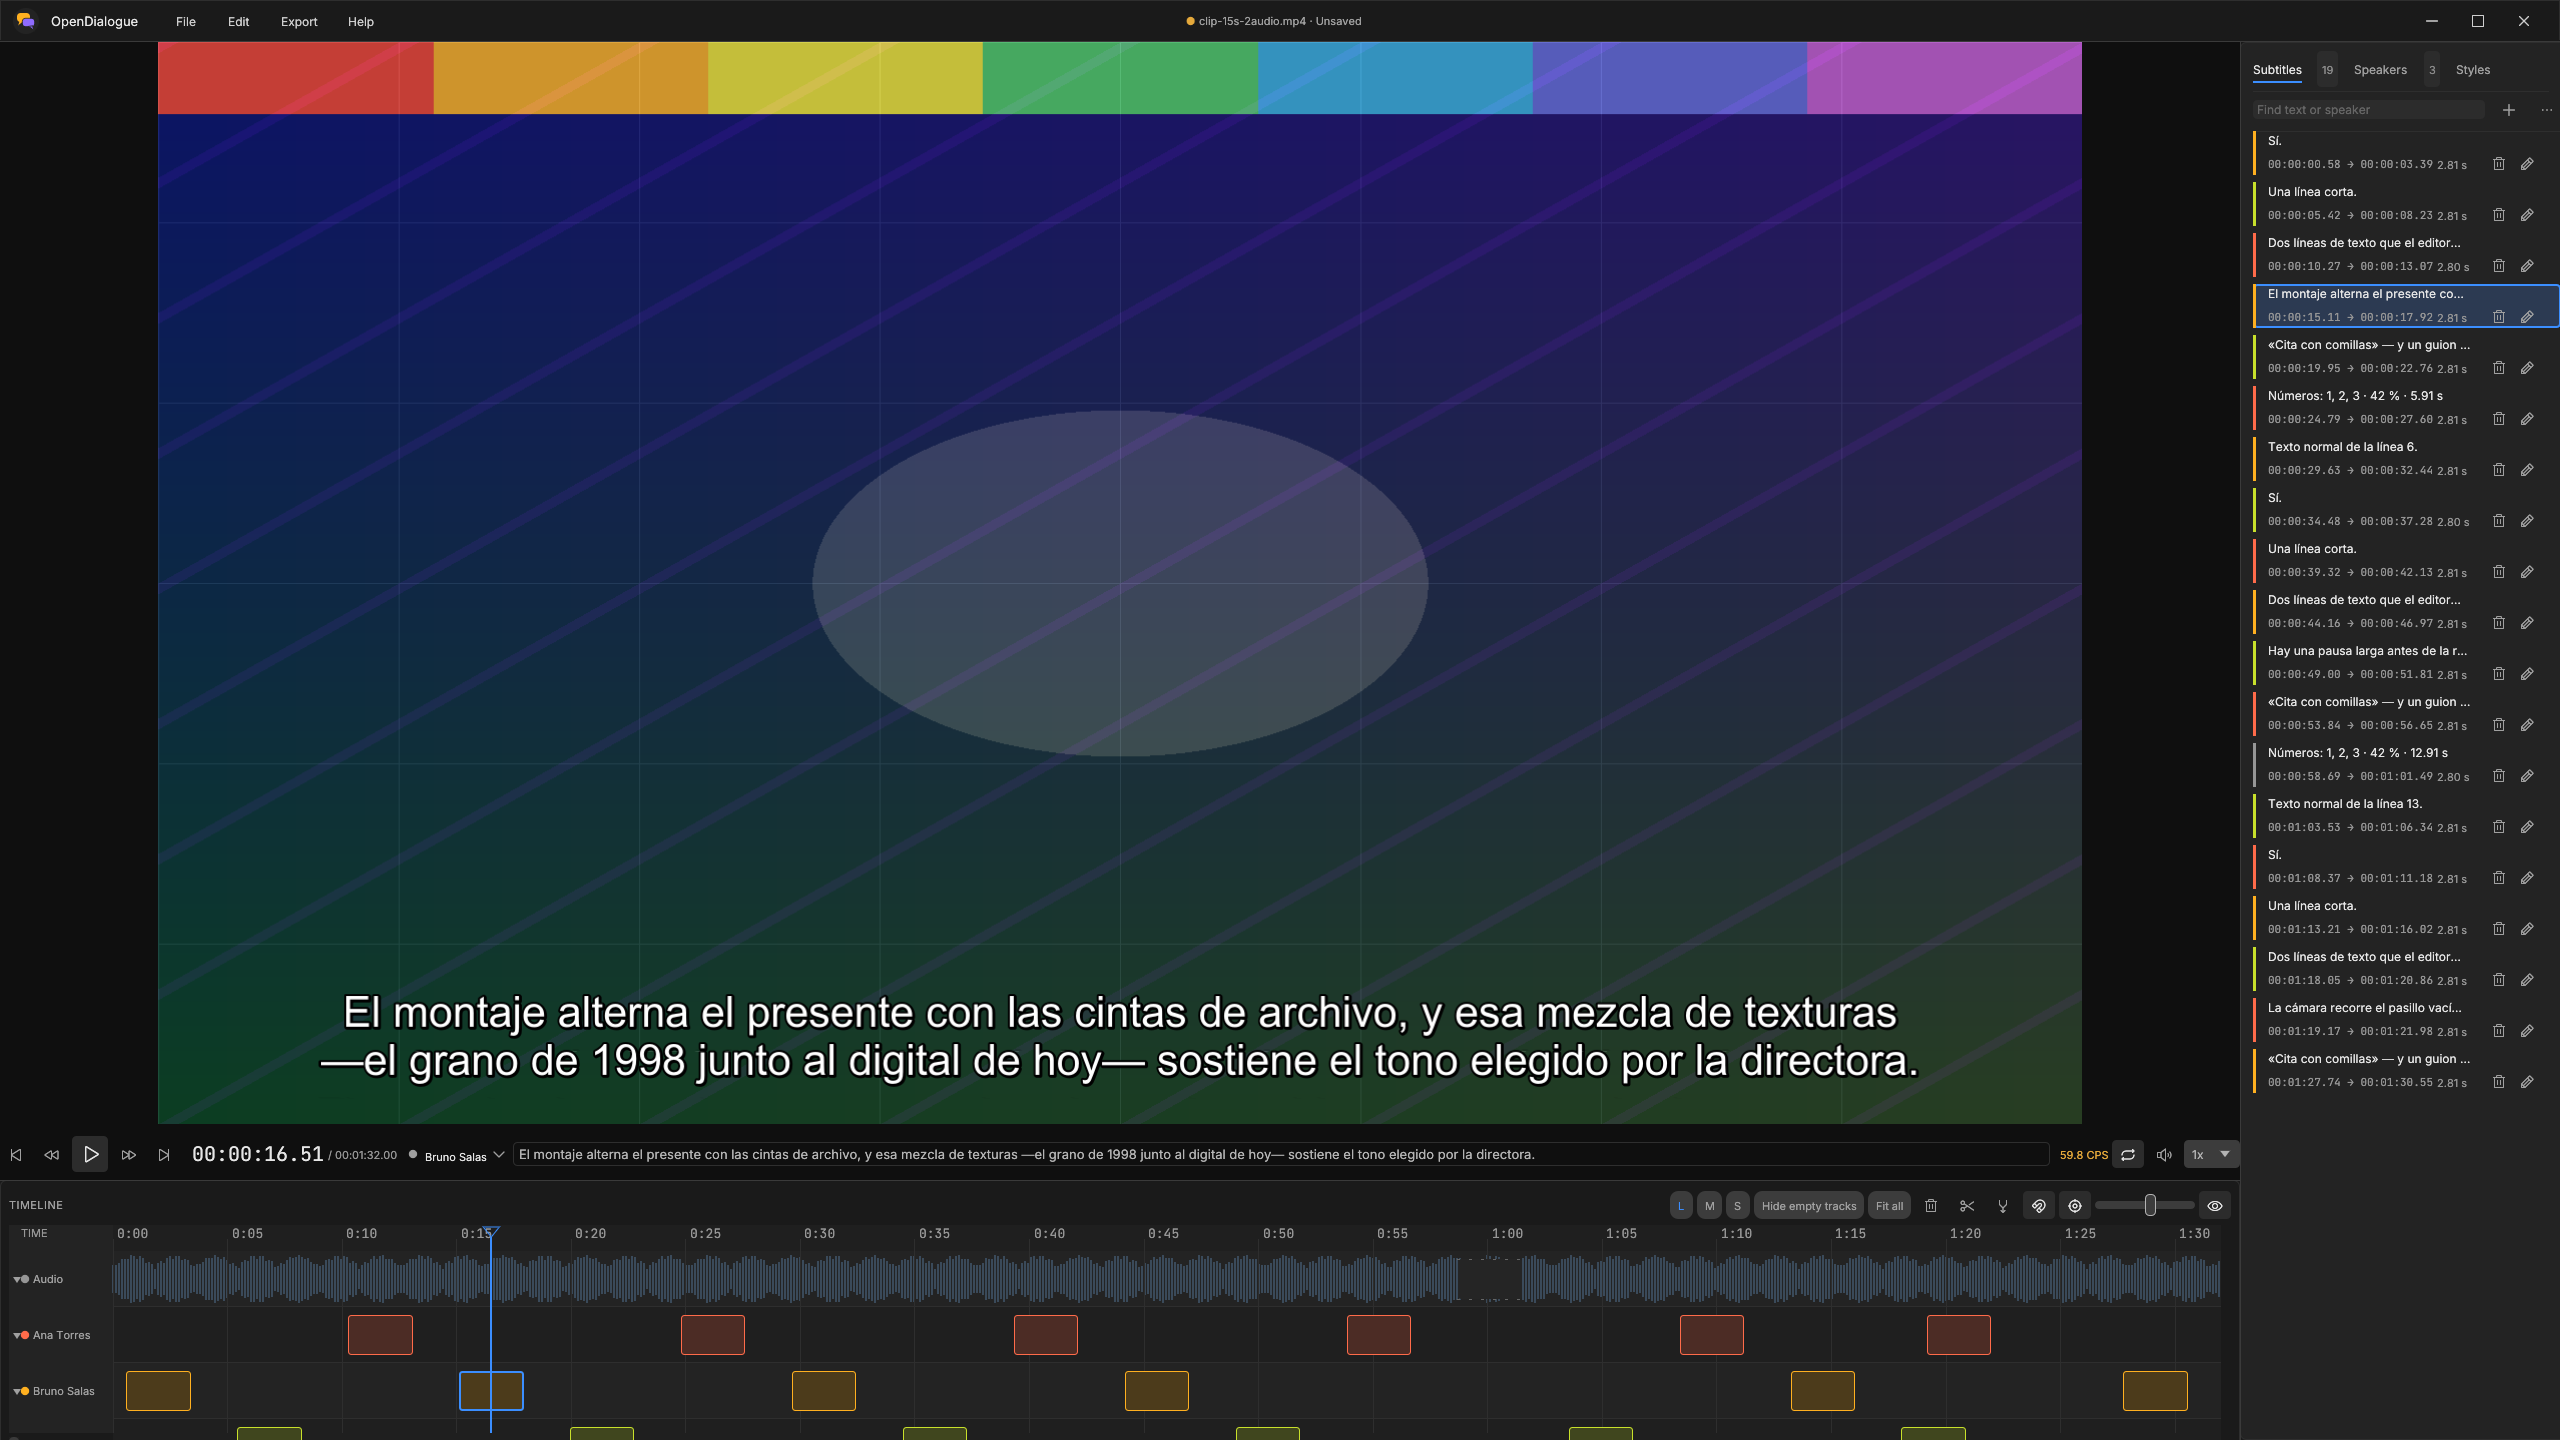 OpenDialogue File Edit Export Help
clip-15s-2audio.mp4 · Unsaved
Subtitles 19 Speakers 3 Styles
Find text or speaker
Sí.
00:00:00.58 → 00:00:03.39 2.81 s
Una línea corta.
00:00:05.42 → 00:00:08.23 2.81 s
Dos líneas de texto que el editor...
00:00:10.27 → 00:00:13.07 2.80 s
El montaje alterna el presente co...
00:00:15.11 → 00:00:17.92 2.81 s
«Cita con comillas» — y un guion ...
00:00:19.95 → 00:00:22.76 2.81 s
Números: 1, 2, 3 · 42 % · 5.91 s
00:00:24.79 → 00:00:27.60 2.81 s
Texto normal de la línea 6.
00:00:29.63 → 00:00:32.44 2.81 s
Sí.
00:00:34.48 → 00:00:37.28 2.80 s
Una línea corta.
00:00:39.32 → 00:00:42.13 2.81 s
Dos líneas de texto que el editor...
00:00:44.16 → 00:00:46.97 2.81 s
Hay una pausa larga antes de la r...
00:00:49.00 → 00:00:51.81 2.81 s
«Cita con comillas» — y un guion ...
00:00:53.84 → 00:00:56.65 2.81 s
Números: 1, 2, 3 · 42 % · 12.91 s
00:00:58.69 → 00:01:01.49 2.80 s
Texto normal de la línea 13.
00:01:03.53 → 00:01:06.34 2.81 s
Sí.
00:01:08.37 → 00:01:11.18 2.81 s
Una línea corta.
00:01:13.21 → 00:01:16.02 2.81 s
Dos líneas de texto que el editor...
00:01:18.05 → 00:01:20.86 2.81 s
La cámara recorre el pasillo vací...
00:01:19.17 → 00:01:21.98 2.81 s
«Cita con comillas» — y un guion ...
00:01:27.74 → 00:01:30.55 2.81 s
El montaje alterna el presente con las cintas de archivo, y esa mezcla de texturas
—el grano de 1998 junto al digital de hoy— sostiene el tono elegido por la directora.
00:00:16.51 / 00:01:32.00 Bruno Salas El montaje alterna el presente con las cintas de archivo, y esa mezcla de texturas —el grano de 1998 junto al digital de hoy— sostiene el tono elegido por la directora. 59.8 CPS 1x
TIMELINE L M S Hide empty tracks Fit all
TIME 0:00 0:05 0:10 0:15 0:20 0:25 0:30 0:35 0:40 0:45 0:50 0:55 1:00 1:05 1:10 1:15 1:20 1:25 1:30
Audio
Ana Torres
Bruno Salas